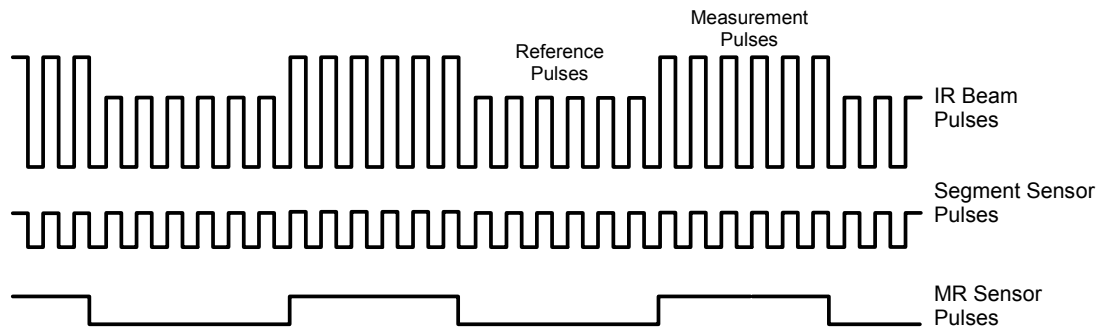 Measurement
Pulses
Reference
Pulses
IR Beam
Pulses
Segment Sensor
Pulses
MR Sensor
Pulses